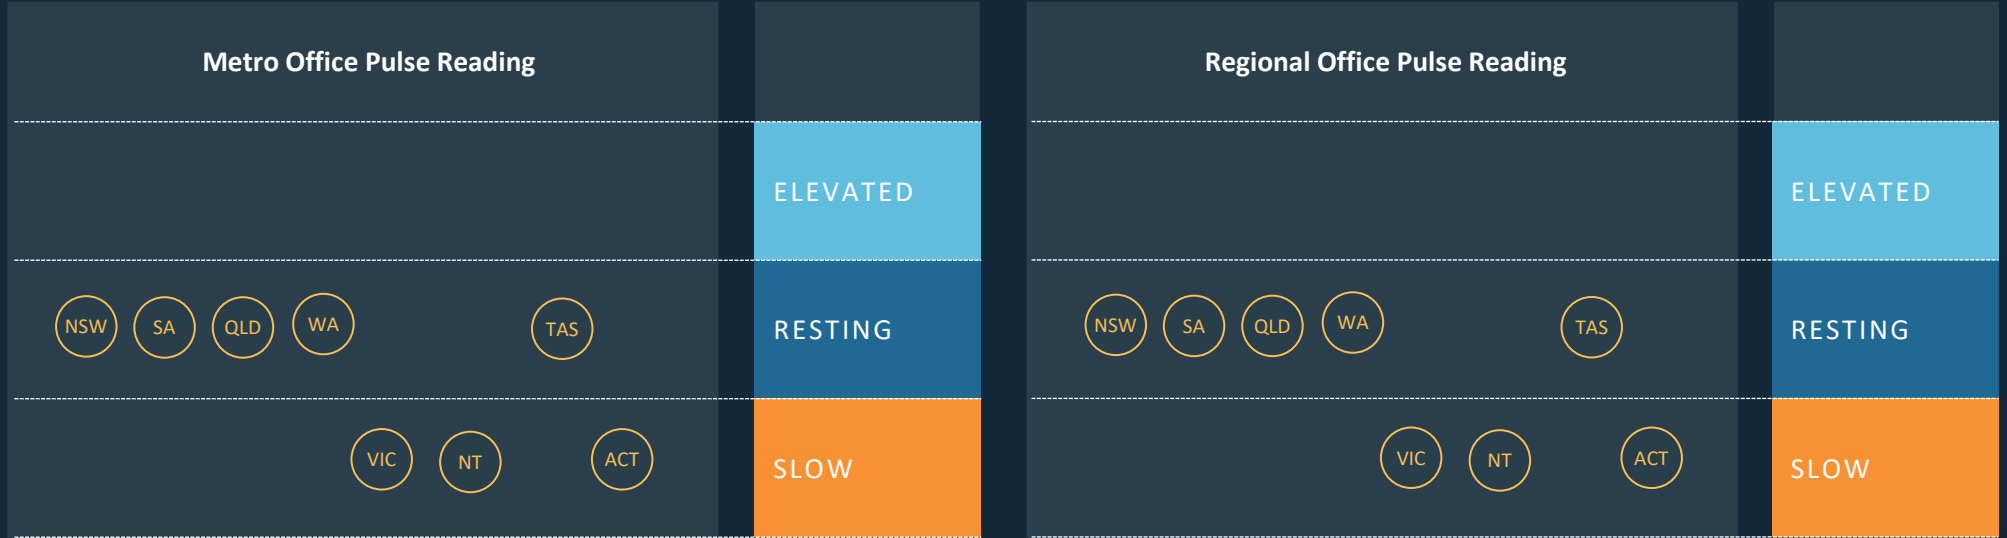 Metro Office Pulse Reading
ELEVATED
NSW SA QLD WA TAS RESTING
VIC NT ACT SLOW
Regional Office Pulse Reading
ELEVATED
NSW SA QLD WA TAS RESTING
VIC NT ACT SLOW